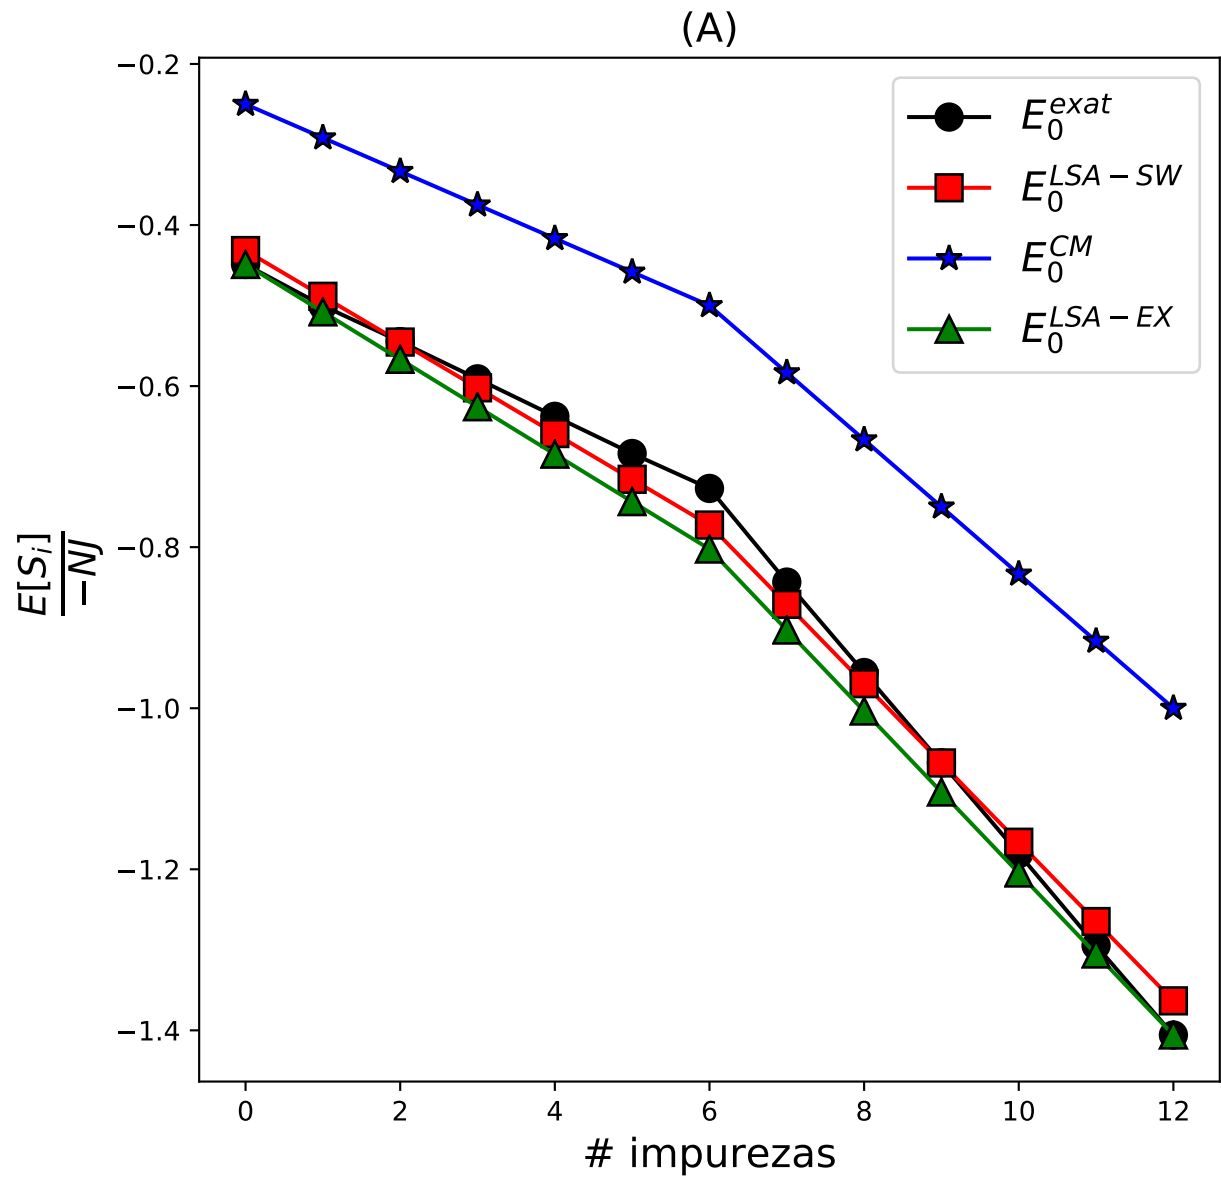 (A)
−0.2
−0.4
−0.6
−0.8
−1.0
−1.2
−1.4
E[S_i]
−NJ
E_0^{exat}
E_0^{LSA−SW}
E_0^{CM}
E_0^{LSA−EX}
0 2 4 6 8 10 12
# impurezas